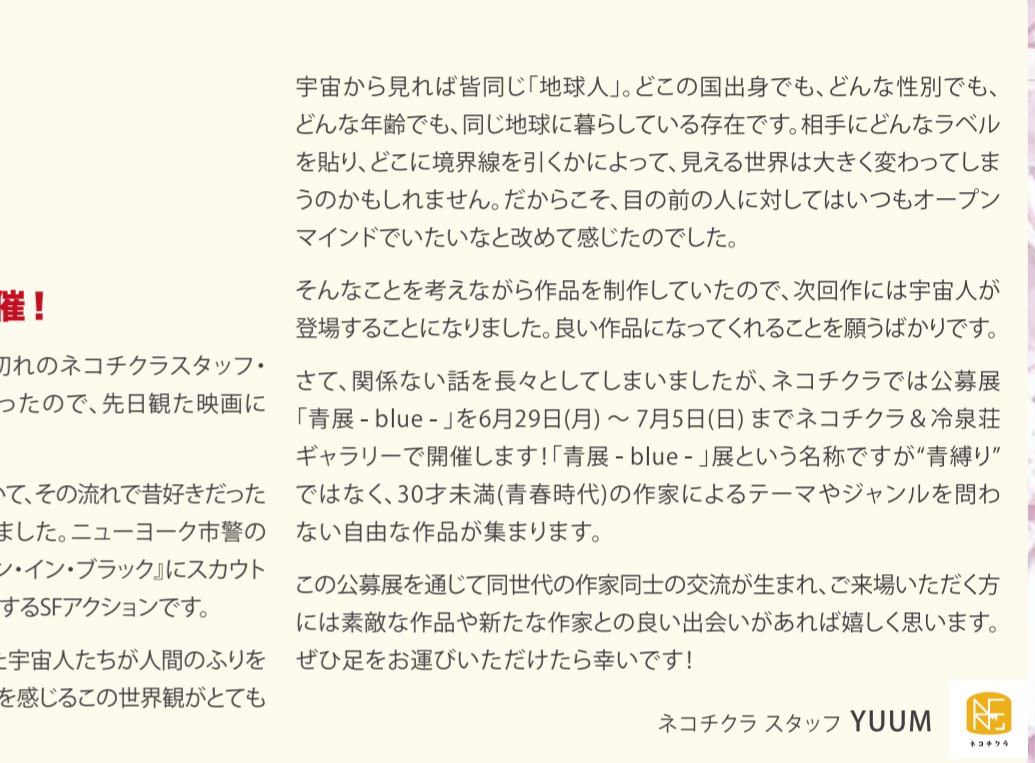 催！
切れのネコチクラスタッフ・
ったので、先日観た映画に
いて、その流れで昔好きだった
ました。ニューヨーク市警の
ン・イン・ブラック』にスカウト
するSFアクションです。
た宇宙人たちが人間のふりを
を感じるこの世界観がとても
宇宙から見れば皆同じ「地球人」。どこの国出身でも、どんな性別でも、
どんな年齢でも、同じ地球に暮らしている存在です。相手にどんなラベル
を貼り、どこに境界線を引くかによって、見える世界は大きく変わってしま
うのかもしれません。だからこそ、目の前の人に対してはいつもオープン
マインドでいたいなと改めて感じたのでした。
そんなことを考えながら作品を制作していたので、次回作には宇宙人が
登場することになりました。良い作品になってくれることを願うばかりです。
さて、関係ない話を長々としてしまいましたが、ネコチクラでは公募展
「青展 - blue - 」を6月29日(月) 〜 7月5日(日) までネコチクラ＆冷泉荘
ギャラリーで開催します！「青展 - blue - 」展という名称ですが“青縛り”
ではなく、30才未満(青春時代)の作家によるテーマやジャンルを問わ
ない自由な作品が集まります。
この公募展を通じて同世代の作家同士の交流が生まれ、ご来場いただく方
には素敵な作品や新たな作家との良い出会いがあれば嬉しく思います。
ぜひ足をお運びいただけたら幸いです！
ネコチクラ スタッフ YUUM
ネコチクラ